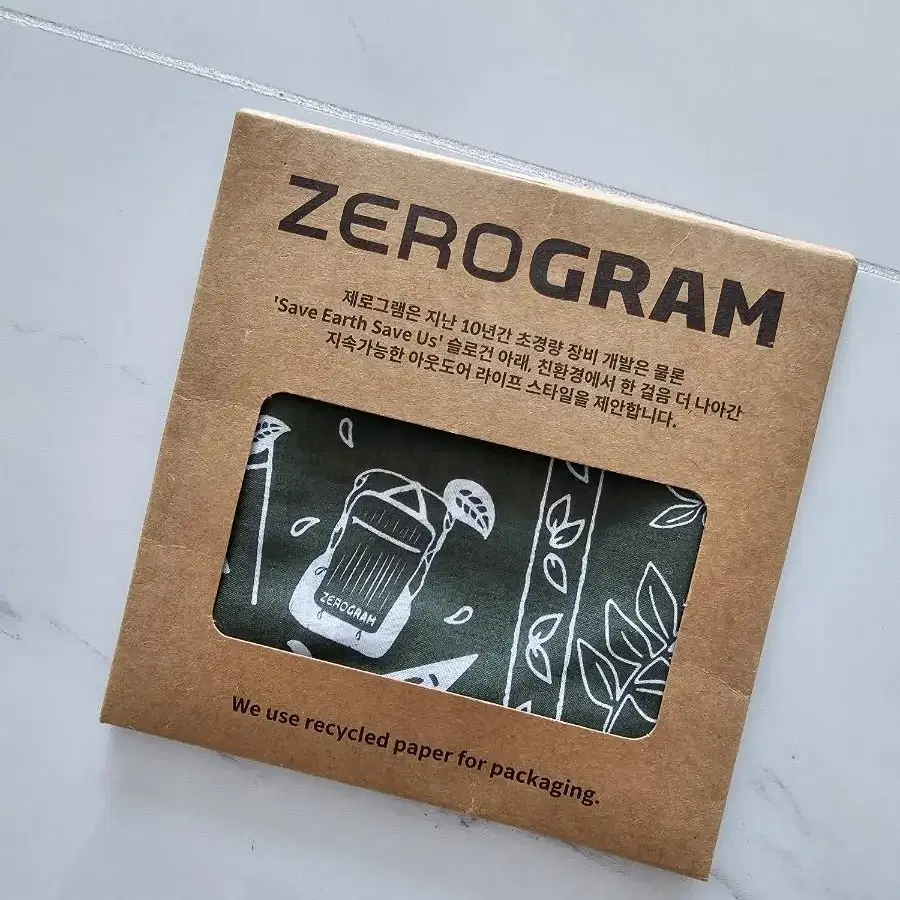 ZEROGRAM
제로그램은 지난 10년간 초경량 장비 개발은 물론
'Save Earth Save Us' 슬로건 아래, 친환경에서 한 걸음 더 나아간
지속가능한 아웃도어 라이프 스타일을 제안합니다.
ZEROGRAM
We use recycled paper for packaging.